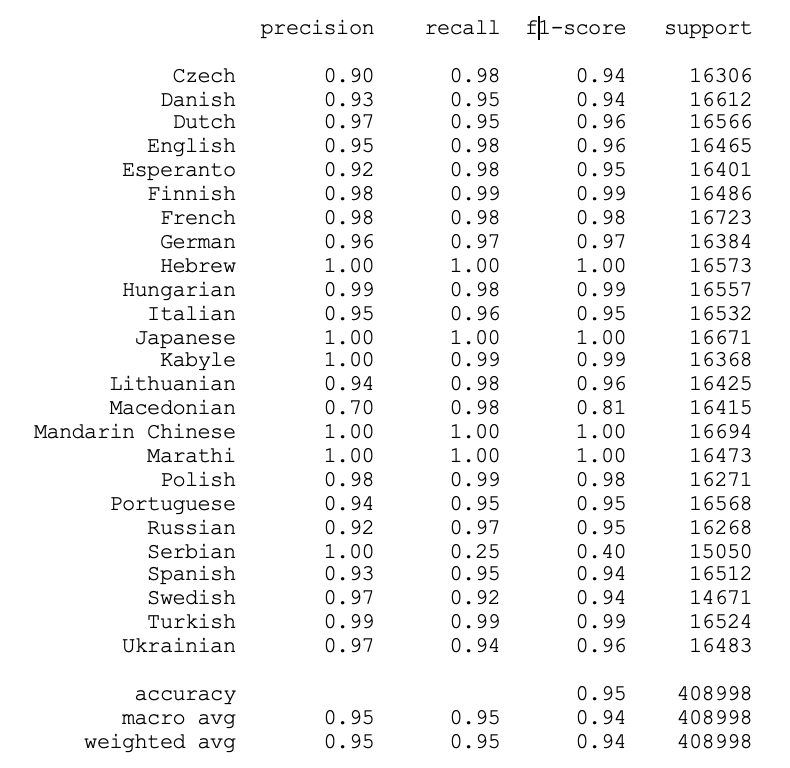 precision recall f1-score support
Czech 0.90 0.98 0.94 16306
Danish 0.93 0.95 0.94 16612
Dutch 0.97 0.95 0.96 16566
English 0.95 0.98 0.96 16465
Esperanto 0.92 0.98 0.95 16401
Finnish 0.98 0.99 0.99 16486
French 0.98 0.98 0.98 16723
German 0.96 0.97 0.97 16384
Hebrew 1.00 1.00 1.00 16573
Hungarian 0.99 0.98 0.99 16557
Italian 0.95 0.96 0.95 16532
Japanese 1.00 1.00 1.00 16671
Kabyle 1.00 0.99 0.99 16368
Lithuanian 0.94 0.98 0.96 16425
Macedonian 0.70 0.98 0.81 16415
Mandarin Chinese 1.00 1.00 1.00 16694
Marathi 1.00 1.00 1.00 16473
Polish 0.98 0.99 0.98 16271
Portuguese 0.94 0.95 0.95 16568
Russian 0.92 0.97 0.95 16268
Serbian 1.00 0.25 0.40 15050
Spanish 0.93 0.95 0.94 16512
Swedish 0.97 0.92 0.94 14671
Turkish 0.99 0.99 0.99 16524
Ukrainian 0.97 0.94 0.96 16483
accuracy 0.95 408998
macro avg 0.95 0.95 0.94 408998
weighted avg 0.95 0.95 0.94 408998